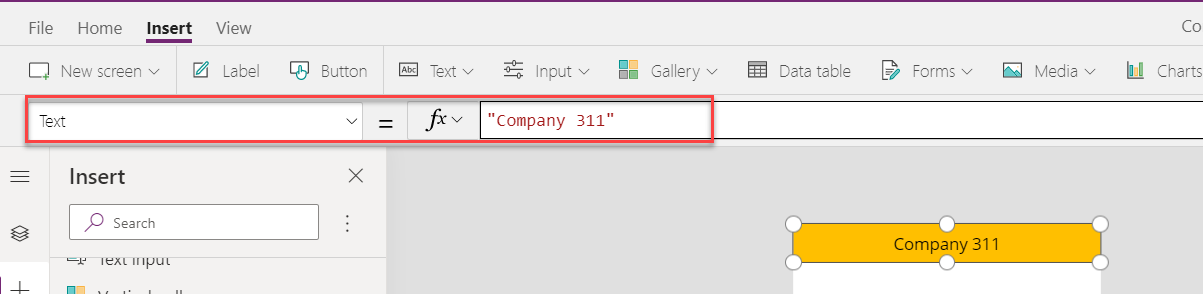 File Home Insert View Co
New screen Label Button Abc Text Input Gallery Data table Forms Media Charts
Text = fx "Company 311"
Insert
Search
Company 311
Text input